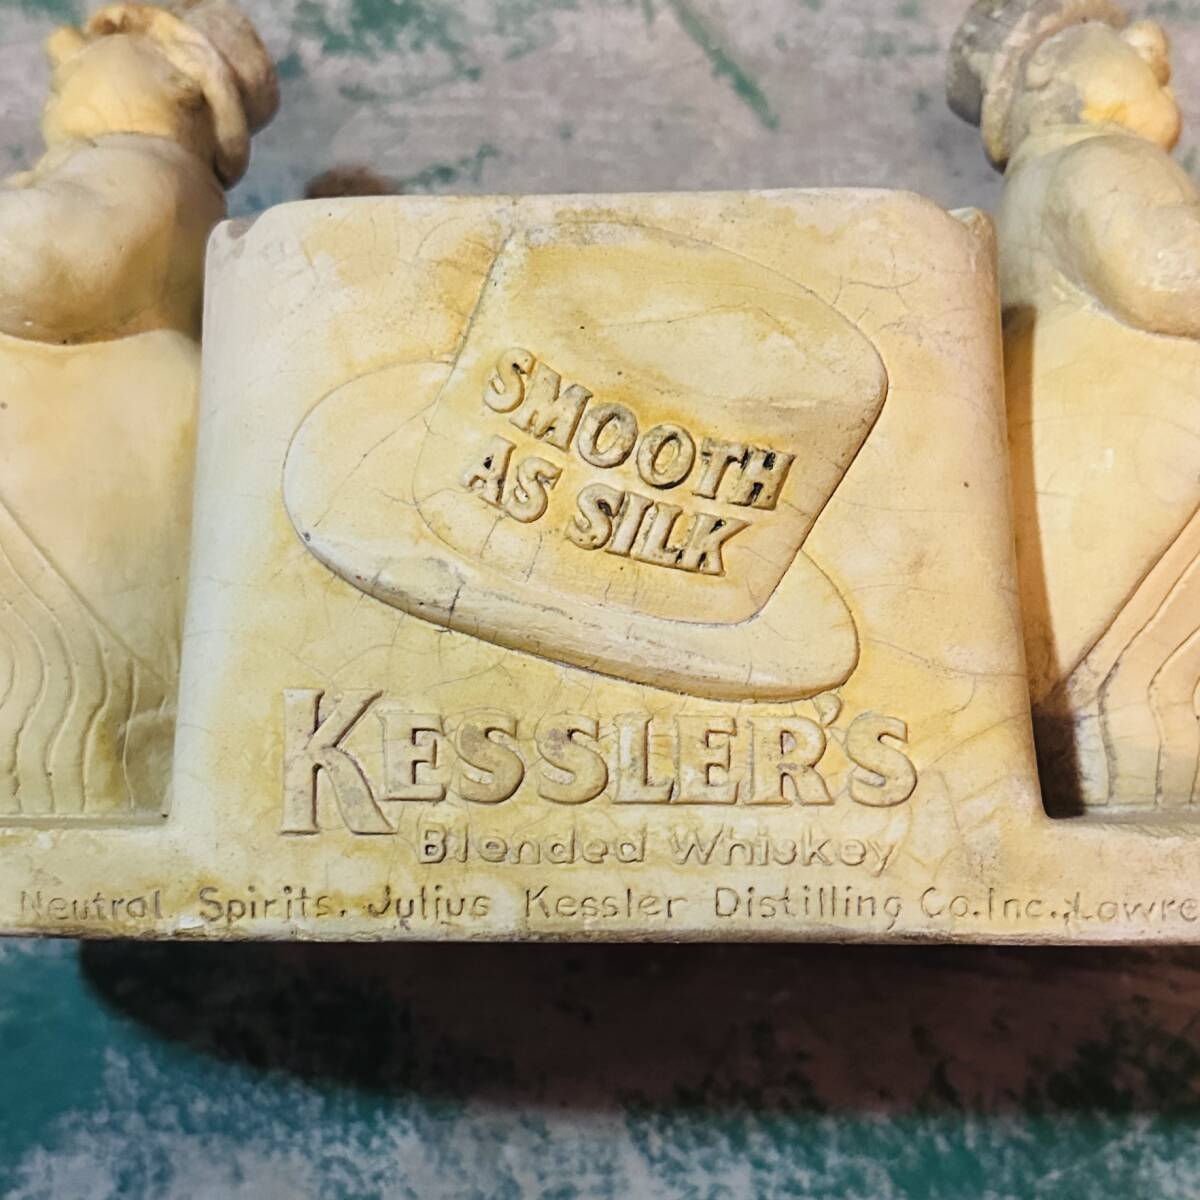 SMOOTH
AS SILK
KESSLER'S
Blended Whiskey
Neutral Spirits. Julius Kessler Distilling Co. Inc., Lawre